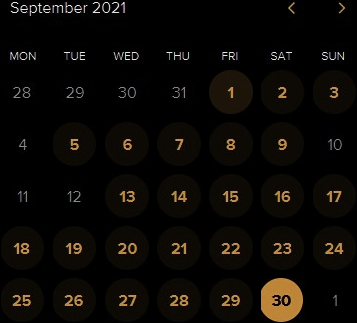 September 2021
MON TUE WED THU FRI SAT SUN
28 29 30 31 1 2 3
4 5 6 7 8 9 10
11 12 13 14 15 16 17
18 19 20 21 22 23 24
25 26 27 28 29 30 1